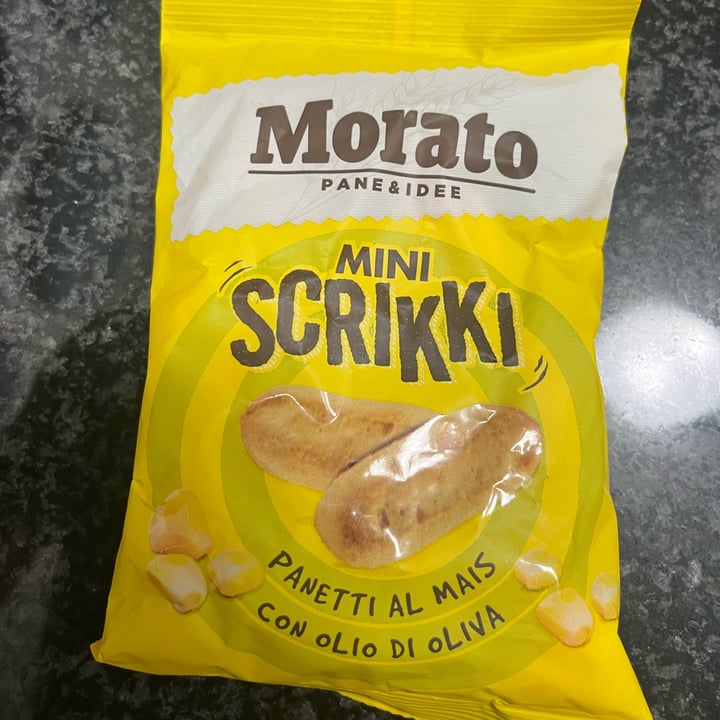 Morato
PANE & IDEE
MINI
SCRIKKI
PANETTI AL MAIS
CON OLIO DI OLIVA